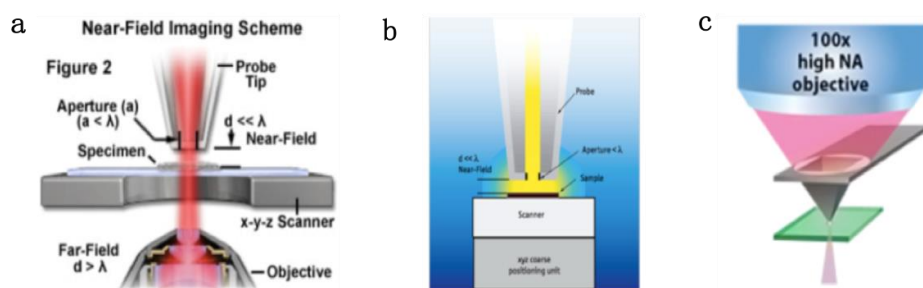 a
Near-Field Imaging Scheme
Figure 2
Probe
Tip
Aperture (a)
(a < λ)
d << λ
Near-Field
Specimen
x-y-z Scanner
Far-Field
d > λ
Objective
b
Probe
d << λ
Near-Field
Aperture < λ
Sample
Scanner
xyz coarse
positioning unit
c
100x
high NA
objective